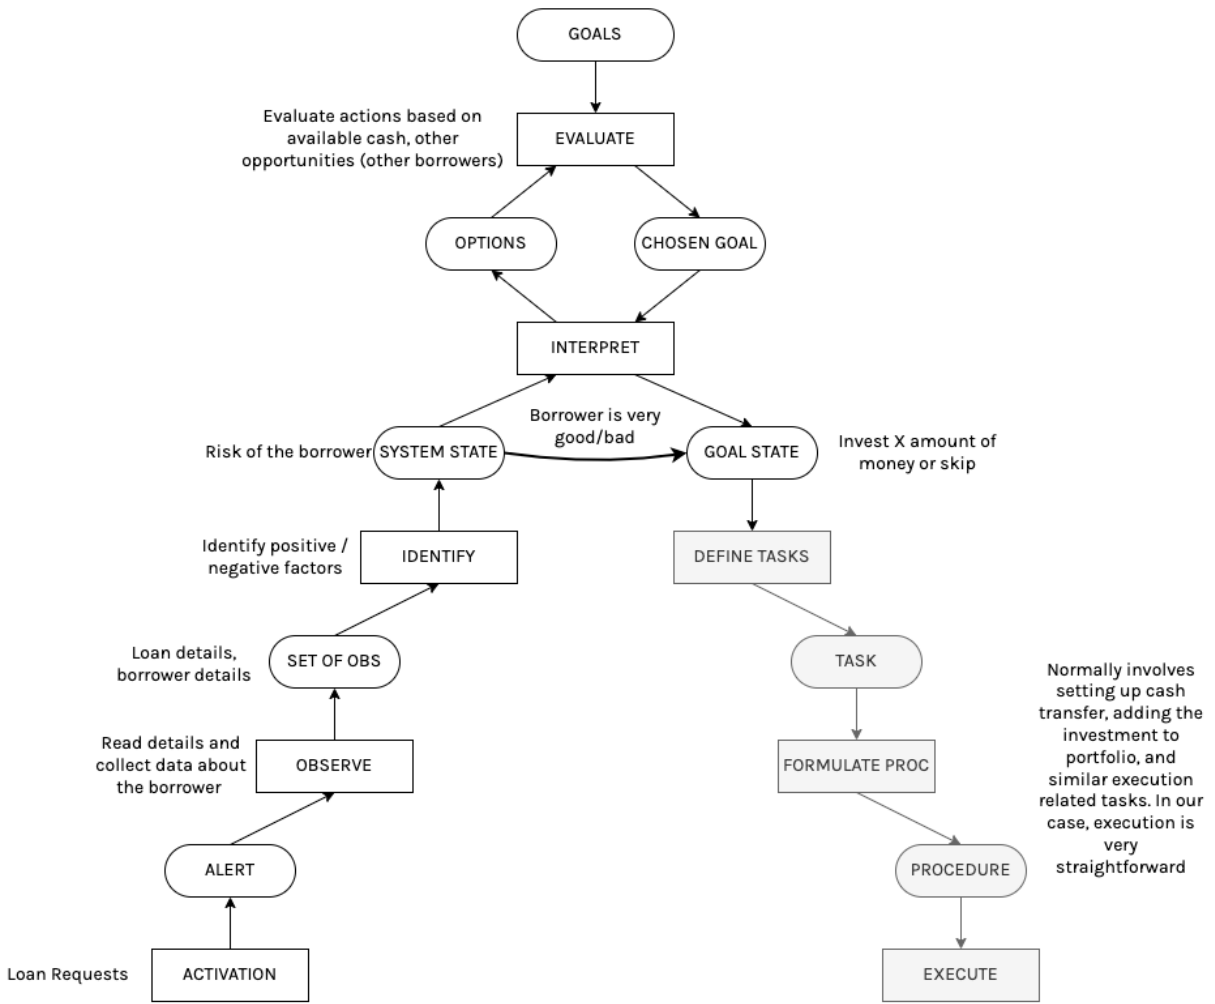 GOALS
Evaluate actions based on
available cash, other
opportunities (other borrowers)
EVALUATE
OPTIONS
CHOSEN GOAL
INTERPRET
Borrower is very
good/bad
Risk of the borrower
SYSTEM STATE
GOAL STATE
Invest X amount of
money or skip
Identify positive /
negative factors
IDENTIFY
DEFINE TASKS
Loan details,
borrower details
SET OF OBS
TASK
Normally involves
setting up cash
transfer, adding the
investment to
portfolio, and
similar execution
related tasks. In our
case, execution is
very
straightforward
Read details and
collect data about
the borrower
OBSERVE
FORMULATE PROC
ALERT
PROCEDURE
Loan Requests
ACTIVATION
EXECUTE